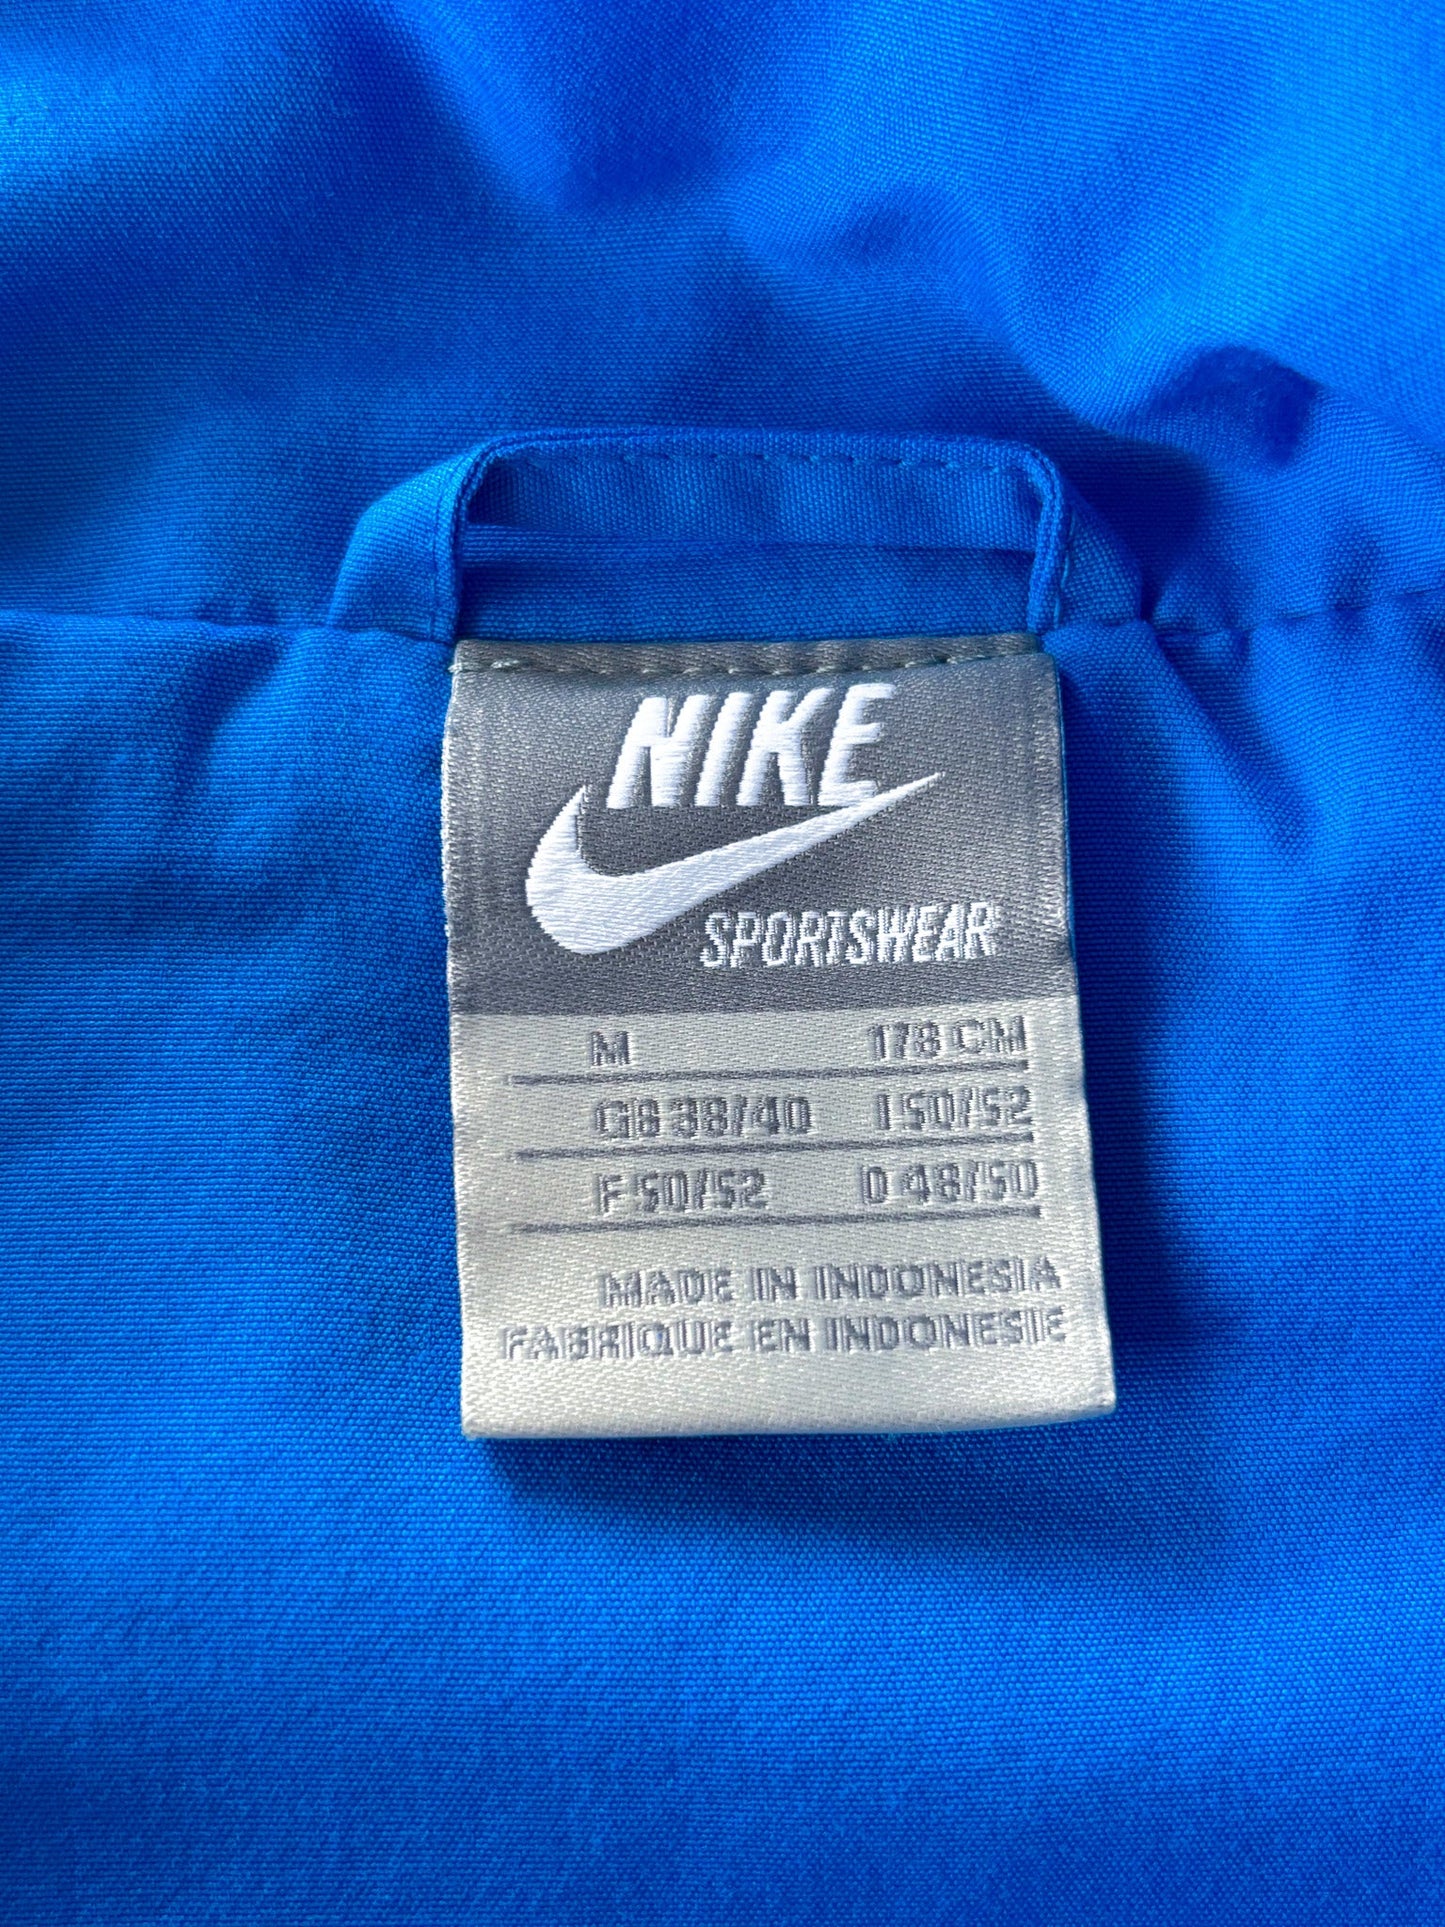 NIKE
SPORTSWEAR
M 178 CM
GB 38/40 I 50/52
F 50/52 D 48/50
MADE IN INDONESIA
FABRIQUE EN INDONESIE